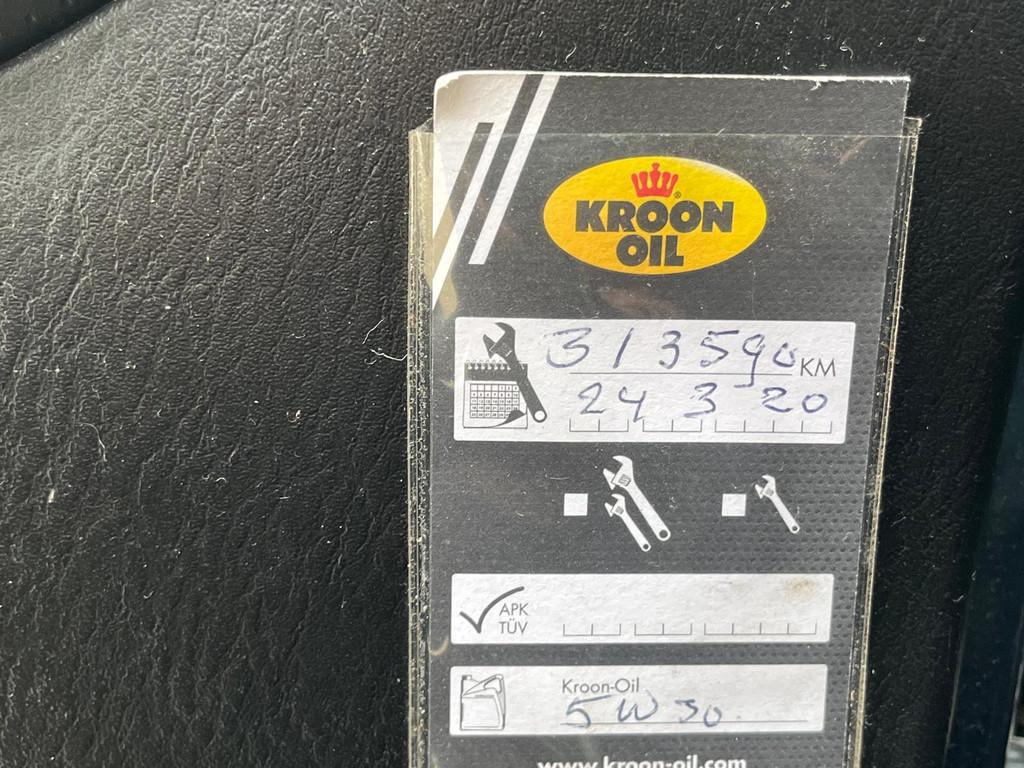 KROON
OIL
313590 KM
24 3 20
APK
TÜV
Kroon-Oil
5W30
www.kroon-oil.com